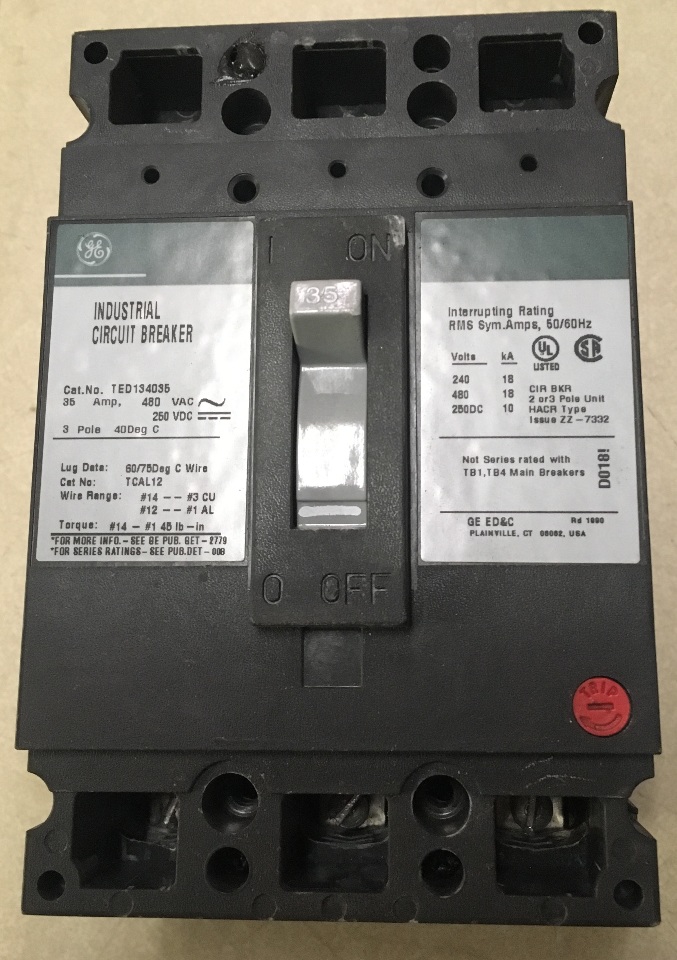 I ON
35
GE
INDUSTRIAL
CIRCUIT BREAKER
Cat.No. TED134035
35 Amp, 480 VAC
250 VDC
3 Pole 40Deg C
Lug Data: 60/75Deg C Wire
Cat No: TCAL12
Wire Range: #14 -- #3 CU
#12 -- #1 AL
Torque: #14 - #1 45 lb-in
*FOR MORE INFO.- SEE GE PUB. GET-2779
*FOR SERIES RATINGS- SEE PUB.DET-008
Interrupting Rating
RMS Sym.Amps, 50/60Hz
Volts kA
240 18
480 18
250DC 10
UL
LISTED
SA
CIR BKR
2 or3 Pole Unit
HACR Type
Issue ZZ-7332
Not Series rated with
TB1,TB4 Main Breakers
D018!
GE ED&C Rd 1990
PLAINVILLE, CT 06062, USA
O OFF
TRIP